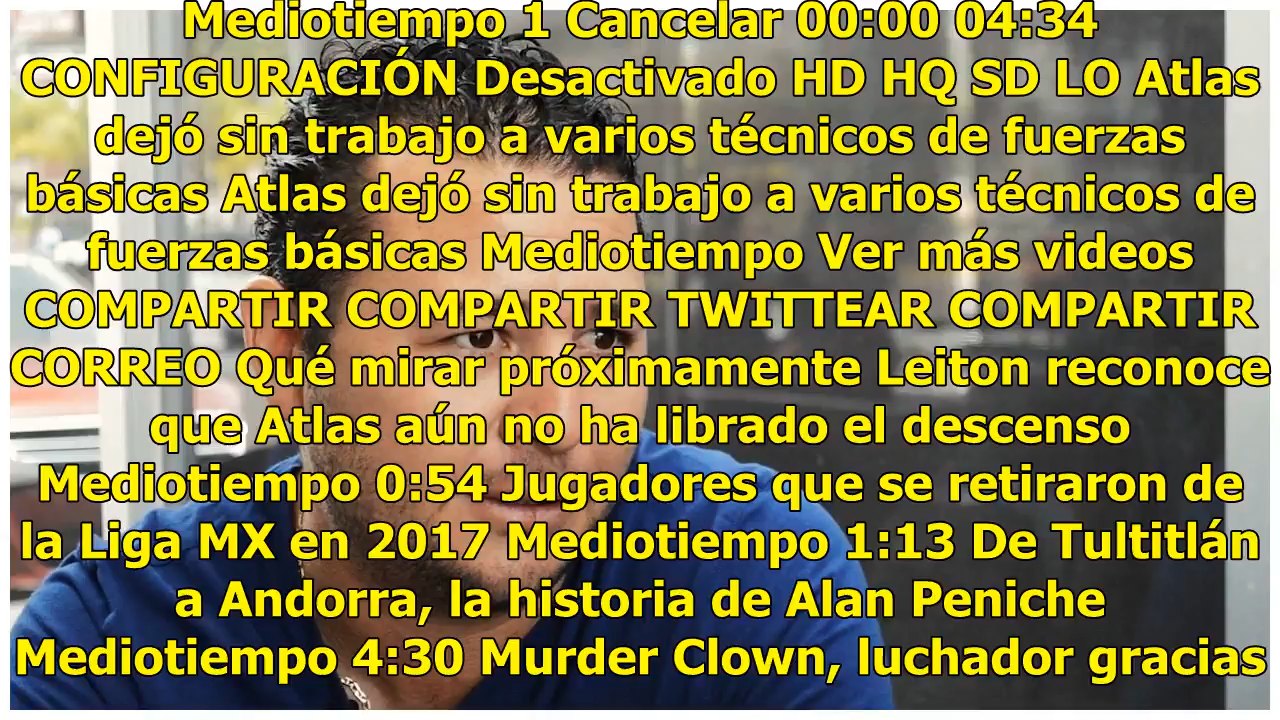 Mediotiempo 1 Cancelar 00:00 04:34
CONFIGURACIÓN Desactivado HD HQ SD LO Atlas
dejó sin trabajo a varios técnicos de fuerzas
básicas Atlas dejó sin trabajo a varios técnicos de
fuerzas básicas Mediotiempo Ver más videos
COMPARTIR COMPARTIR TWITTEAR COMPARTIR
CORREO Qué mirar próximamente Leiton reconoce
que Atlas aún no ha librado el descenso
Mediotiempo 0:54 Jugadores que se retiraron de
la Liga MX en 2017 Mediotiempo 1:13 De Tultitlán
a Andorra, la historia de Alan Peniche
Mediotiempo 4:30 Murder Clown, luchador gracias